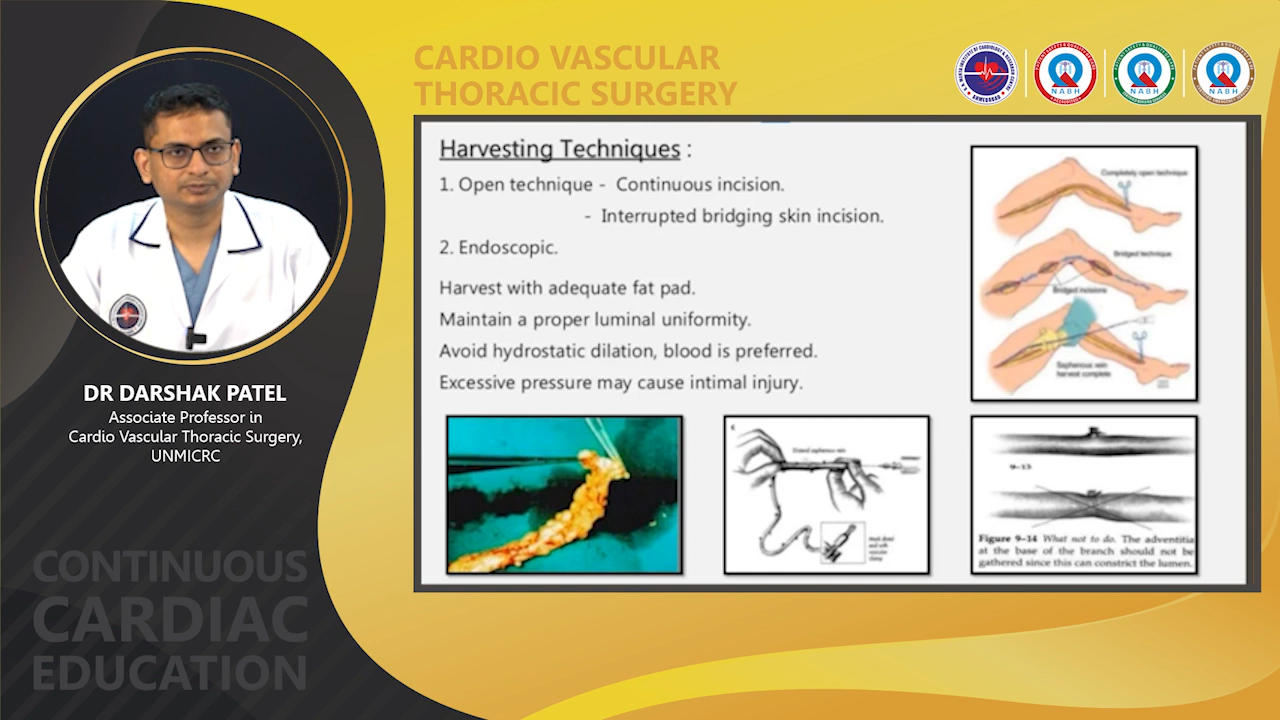 CARDIO VASCULAR
THORACIC SURGERY
NABH
NABH
NABH
Harvesting Techniques :
1. Open technique - Continuous incision.
- Interrupted bridging skin incision.
2. Endoscopic.
Harvest with adequate fat pad.
Maintain a proper luminal uniformity.
Avoid hydrostatic dilation, blood is preferred.
Excessive pressure may cause intimal injury.
Completely open technique
Bridged technique
Bridged incisions
Saphenous vein
harvest complete
9-13
Figure 9-14 What not to do. The adventitia
at the base of the branch should not be
gathered since this can constrict the lumen.
DR DARSHAK PATEL
Associate Professor in
Cardio Vascular Thoracic Surgery,
UNMICRC
CONTINUOUS
CARDIAC
EDUCATION